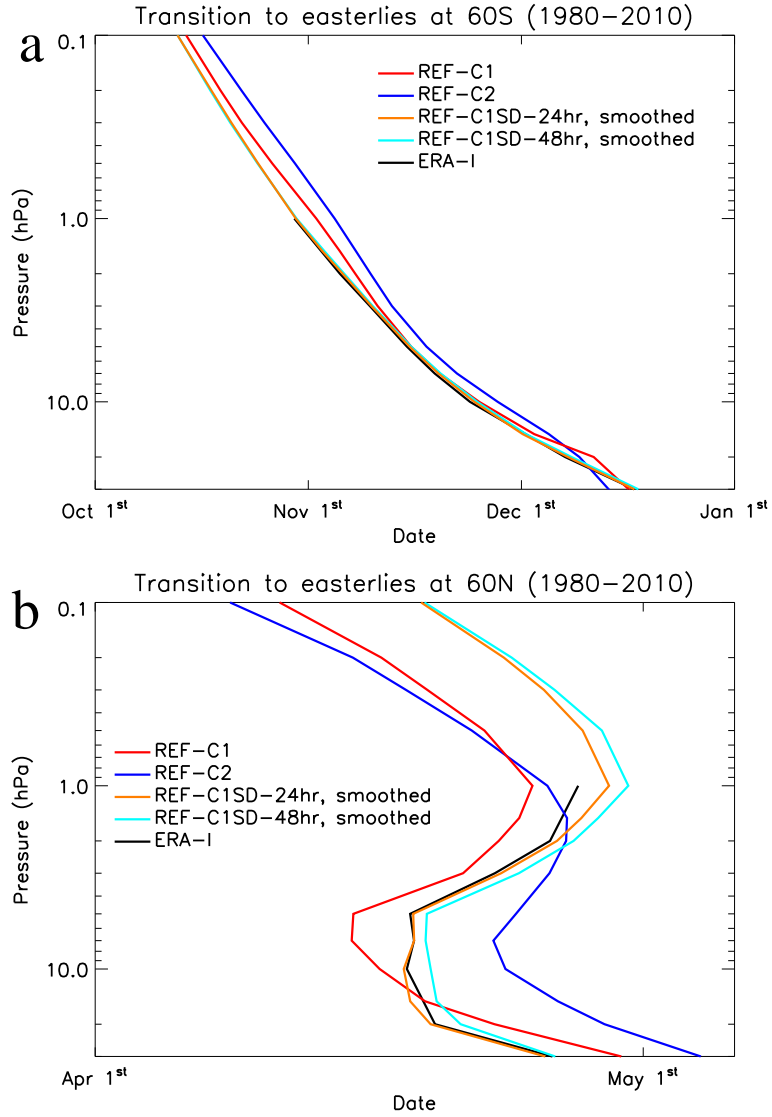 a
Transition to easterlies at 60S (1980-2010)
0.1
REF-C1
REF-C2
REF-C1SD-24hr, smoothed
REF-C1SD-48hr, smoothed
ERA-I
Pressure (hPa)
1.0
10.0
Oct 1st
Nov 1st
Dec 1st
Jan 1st
Date
b
Transition to easterlies at 60N (1980-2010)
0.1
REF-C1
REF-C2
REF-C1SD-24hr, smoothed
REF-C1SD-48hr, smoothed
ERA-I
Pressure (hPa)
1.0
10.0
Apr 1st
May 1st
Date